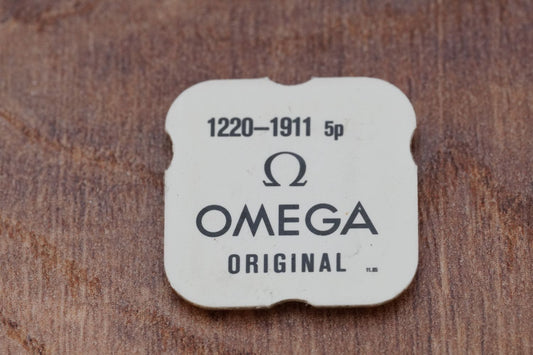 1220–1911 5p
Ω
OMEGA
ORIGINAL